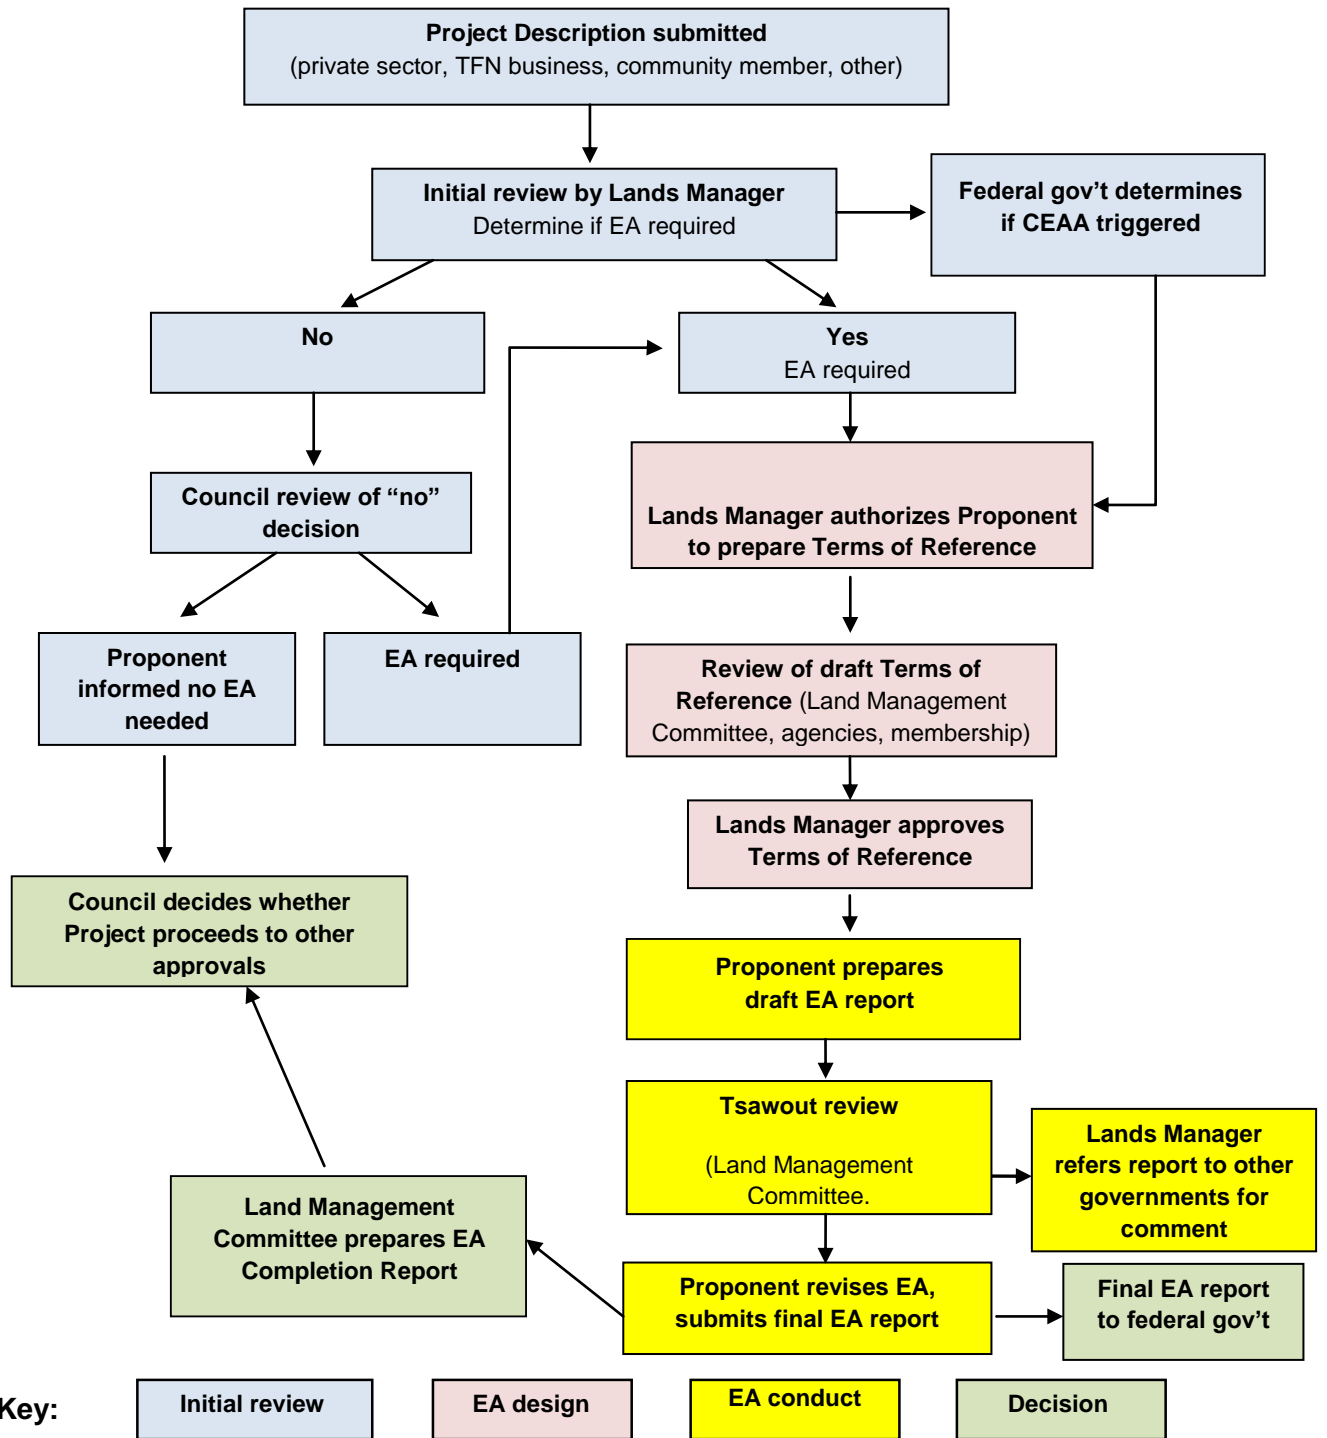 Project Description submitted
(private sector, TFN business, community member, other)
Initial review by Lands Manager
Determine if EA required
Federal gov’t determines
if CEAA triggered
No
Yes
EA required
Council review of “no”
decision
Lands Manager authorizes Proponent
to prepare Terms of Reference
Proponent
informed no EA
needed
EA required
Review of draft Terms of
Reference (Land Management
Committee, agencies, membership)
Lands Manager approves
Terms of Reference
Council decides whether
Project proceeds to other
approvals
Proponent prepares
draft EA report
Tsawout review
(Land Management
Committee.
Lands Manager
refers report to other
governments for
comment
Land Management
Committee prepares EA
Completion Report
Proponent revises EA,
submits final EA report
Final EA report
to federal gov’t
Key:
Initial review
EA design
EA conduct
Decision